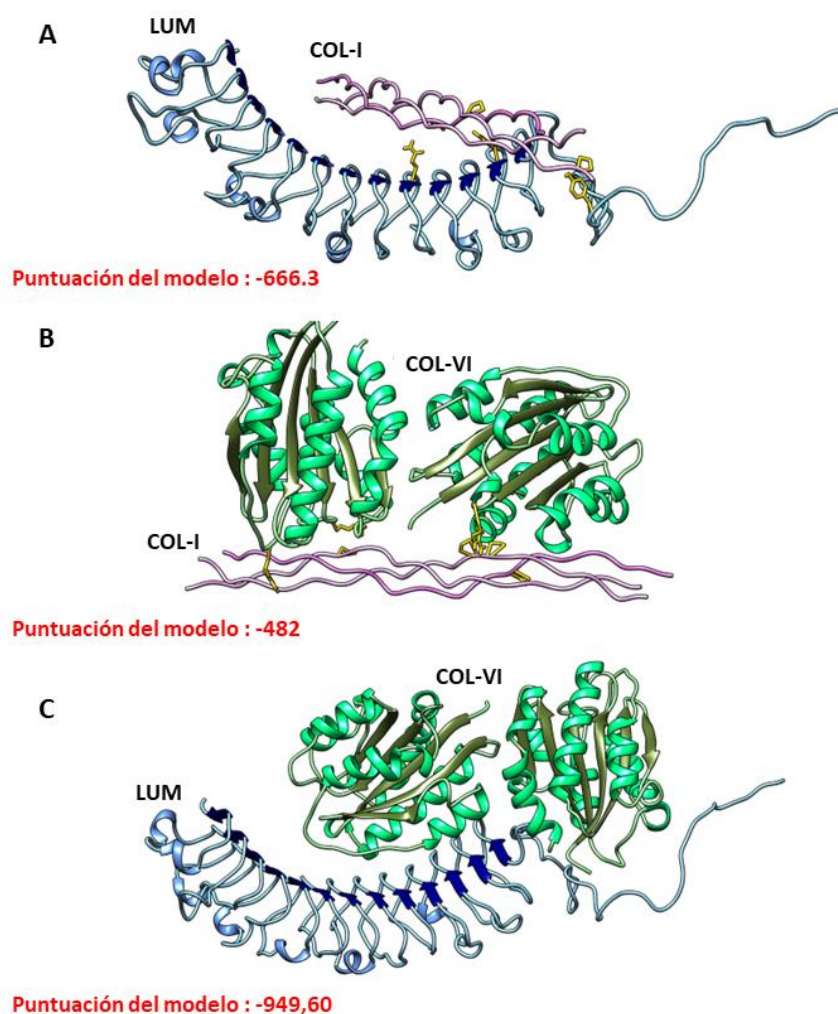 A
LUM
COL-I
Puntuación del modelo : -666.3
B
COL-VI
COL-I
Puntuación del modelo : -482
COL-VI
C
LUM
Puntuación del modelo : -949,60